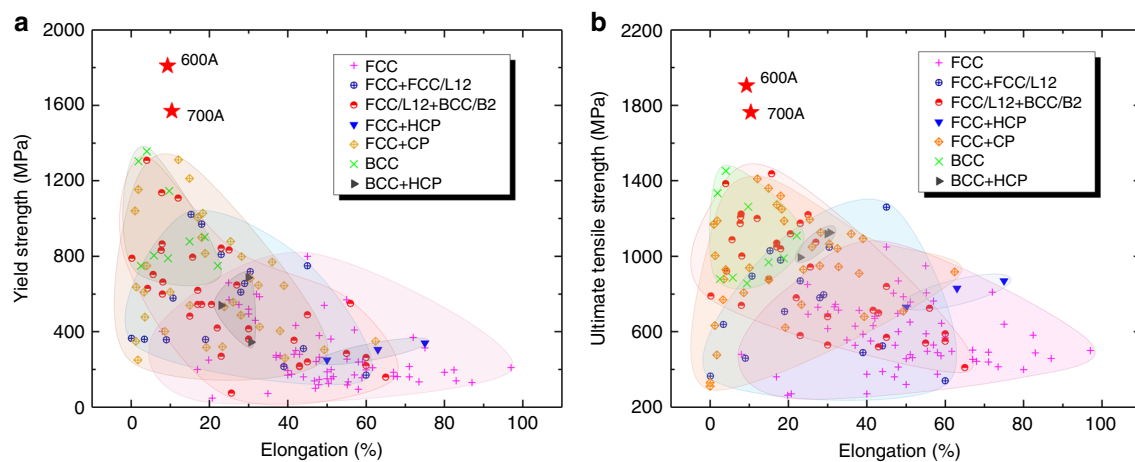 a
2000
1600
1200
800
400
0
Yield strength (MPa)
600A
700A
FCC
FCC+FCC/L12
FCC/L12+BCC/B2
FCC+HCP
FCC+CP
BCC
BCC+HCP
0 20 40 60 80 100
Elongation (%)
b
2200
1800
1400
1000
600
200
Ultimate tensile strength (MPa)
600A
700A
FCC
FCC+FCC/L12
FCC/L12+BCC/B2
FCC+HCP
FCC+CP
BCC
BCC+HCP
0 20 40 60 80 100
Elongation (%)